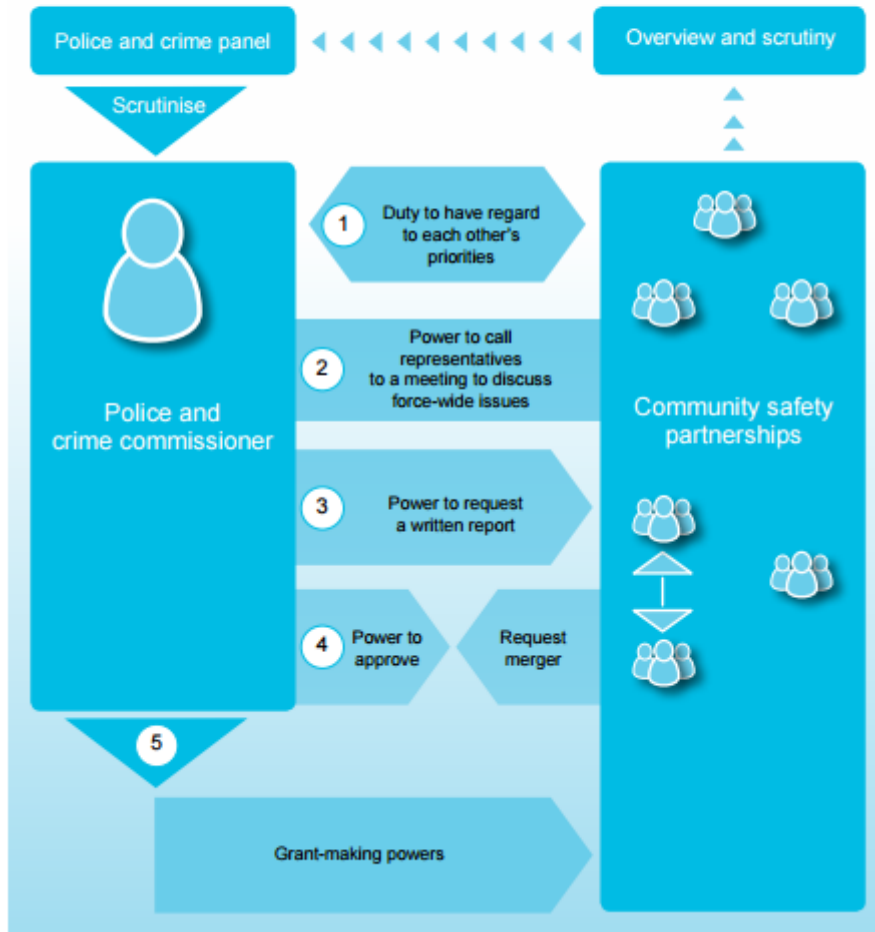 Police and crime panel
Overview and scrutiny
Scrutinise
1
Duty to have regard
to each other's
priorities
2
Power to call
representatives
to a meeting to discuss
force-wide issues
Police and
crime commissioner
Community safety
partnerships
3
Power to request
a written report
4
Power to
approve
Request
merger
5
Grant-making powers